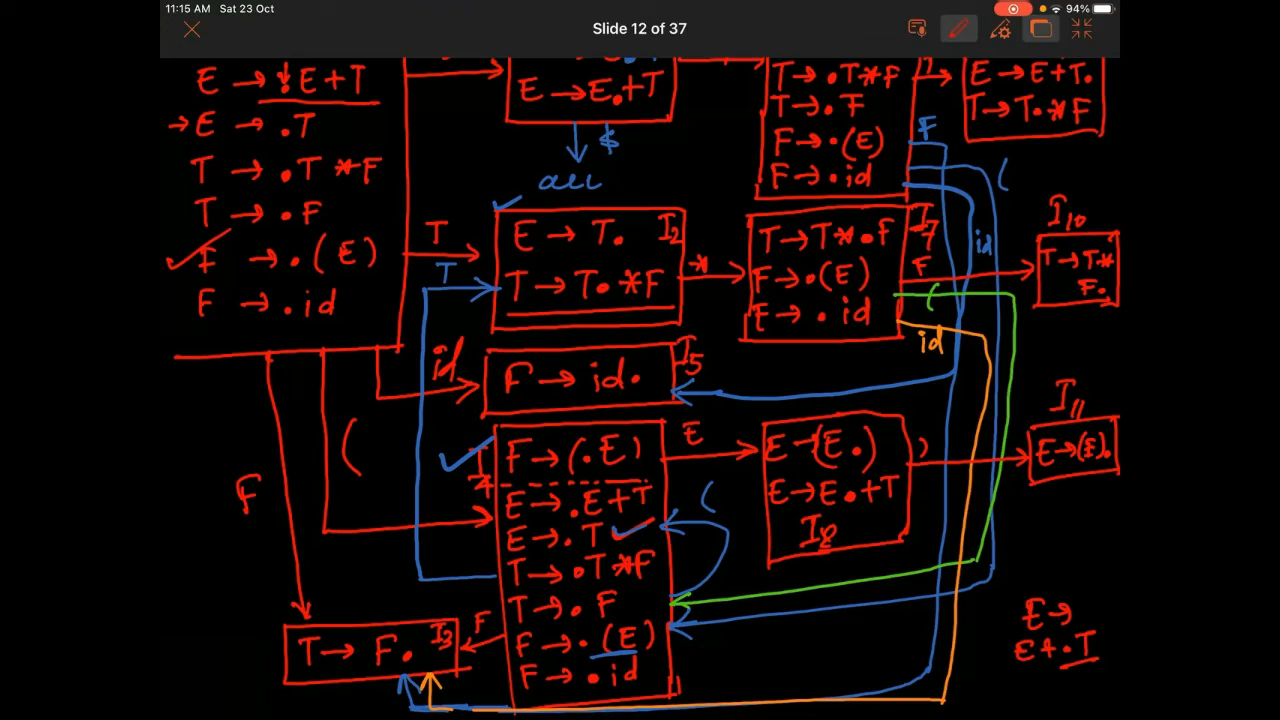 11:15 AM Sat 23 Oct
94%
Slide 12 of 37
E → .E+T
→ E → .T
T → .T*F
T → .F
F → .(E)
F → .id
E → E.+T
$
acc
T → .T*F
T → .F
F → .(E)
F → .id
E → E+T.
T → T.*F
F
(
id
T
T
E → T. I2
T → T.*F
*
T → T*.F I7
F → .(E)
E → .id
F
(
id
I10
T → T*
F.
id
F → id. I5
(
F
I4
F → (.E)
E → .E+T
E → .T
T → .T*F
T → .F
F → .(E)
F → .id
E
(
E → (E.)
E → E.+T
I8
)
I11
E → (E).
F
T → F. I3
E →
E+.T